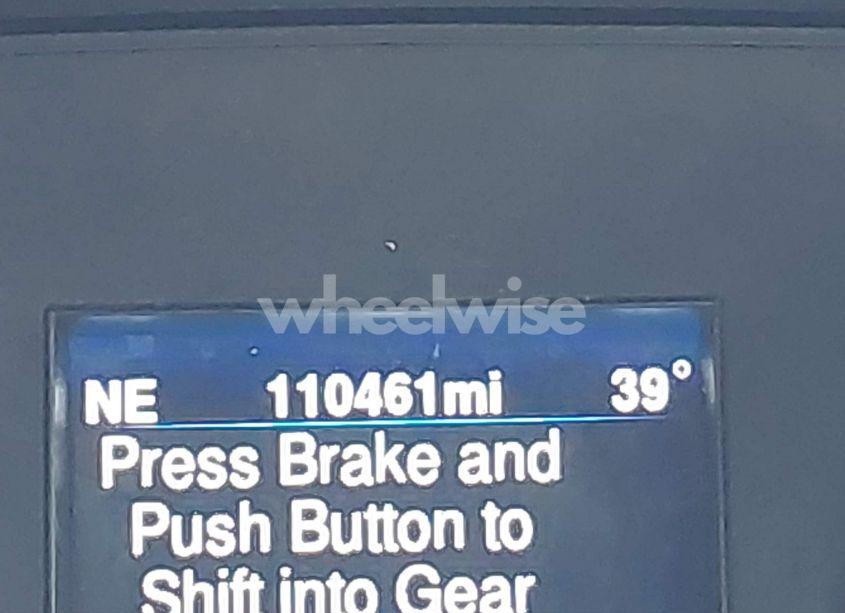 wheelwise
NE 110461mi 39°
Press Brake and
Push Button to
Shift into Gear